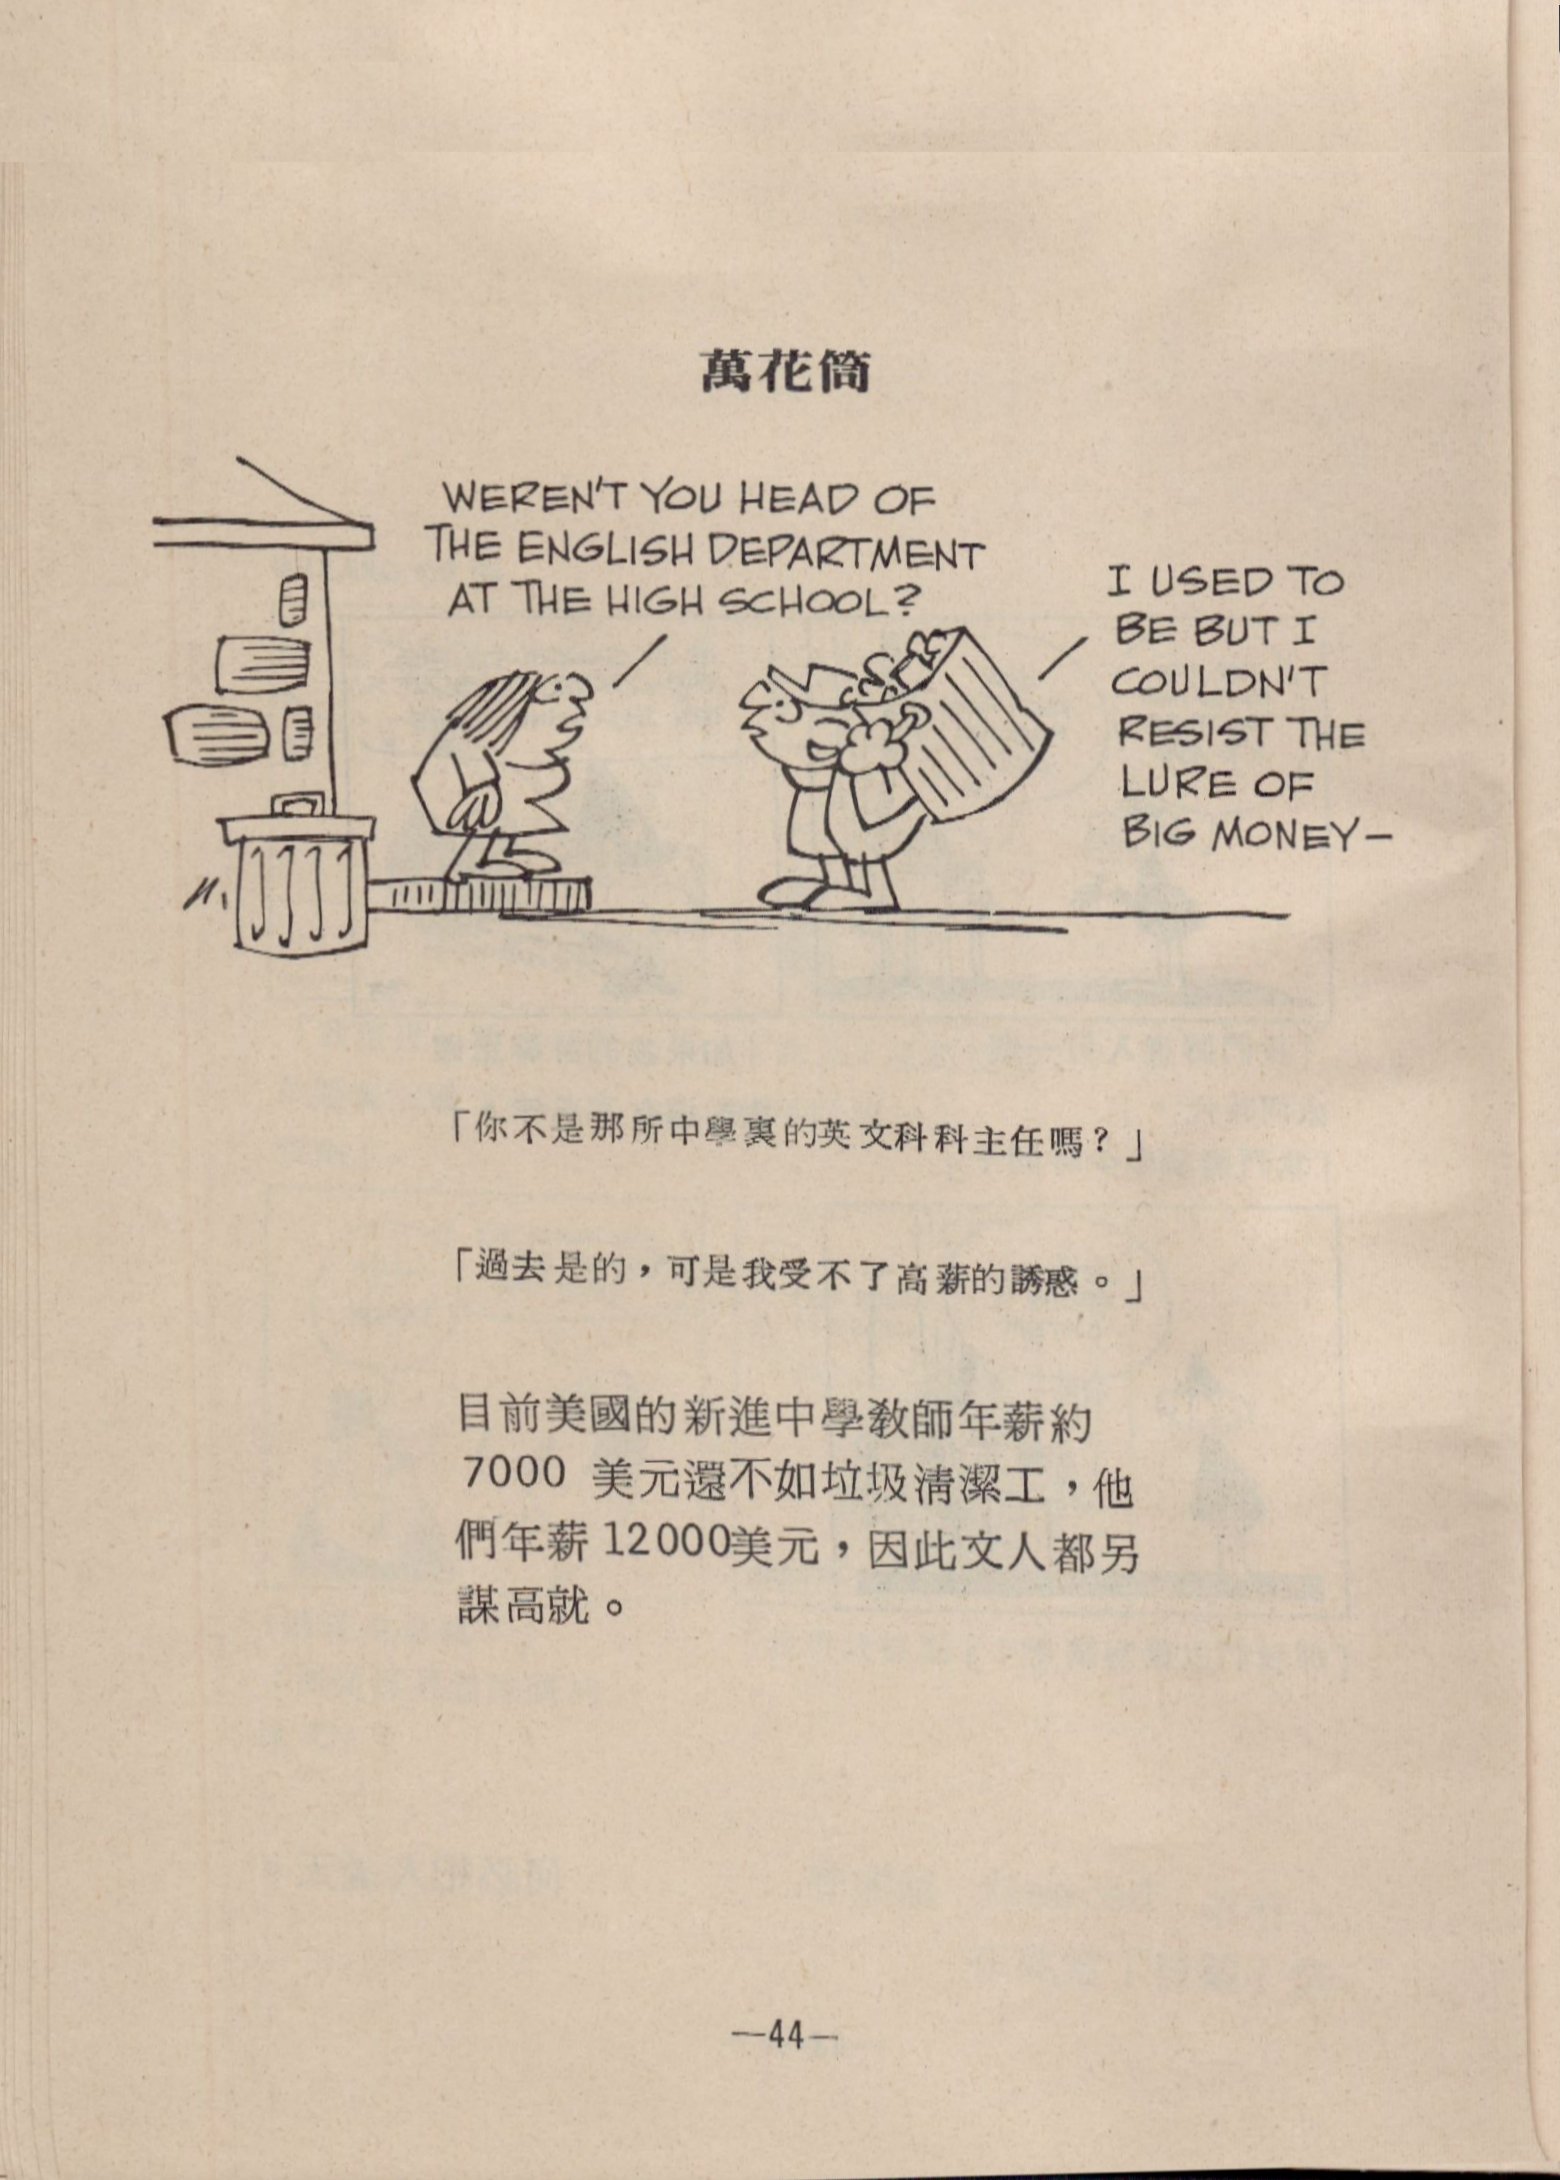 萬花筒
WEREN'T YOU HEAD OF
THE ENGLISH DEPARTMENT
AT THE HIGH SCHOOL?
I USED TO
BE BUT I
COULDN'T
RESIST THE
LURE OF
BIG MONEY—
「你不是那所中學裏的英文科科主任嗎？」
「過去是的，可是我受不了高薪的誘惑。」
目前美國的新進中學教師年薪約
7000 美元還不如垃圾清潔工，他
們年薪12000美元，因此文人都另
謀高就。
—44—